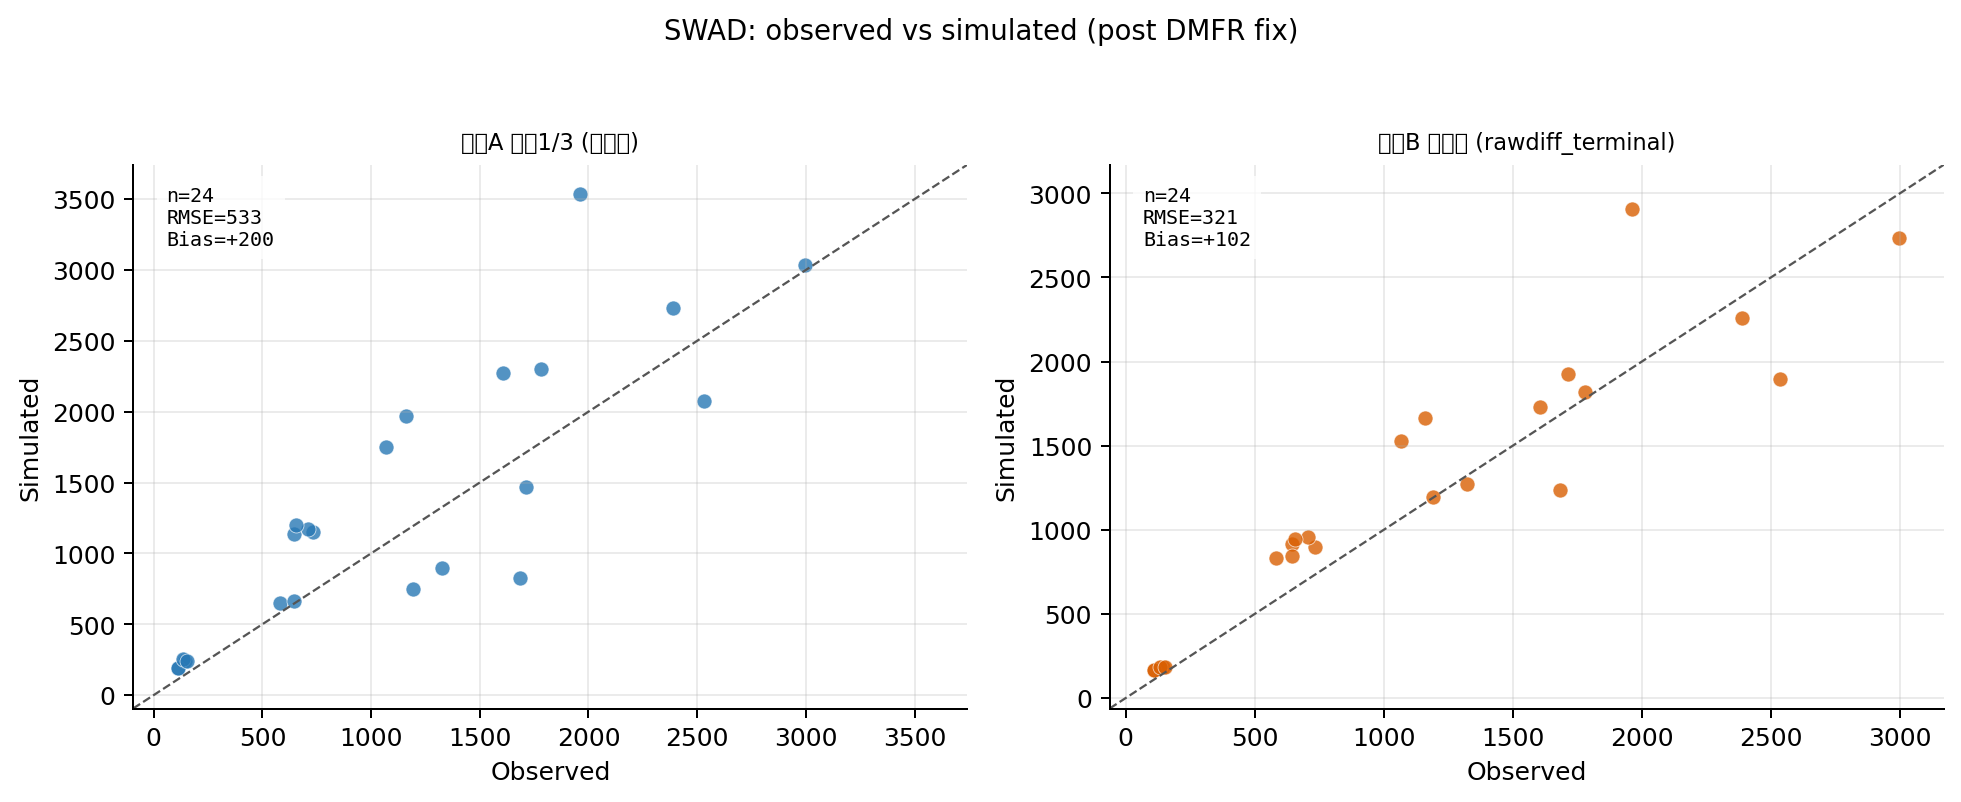 SWAD: observed vs simulated (post DMFR fix)
A 1/3
n=24
RMSE=533
Bias=+200
3500
3000
2500
2000
1500
1000
500
0
Simulated
0 500 1000 1500 2000 2500 3000 3500
Observed
B (rawdiff_terminal)
n=24
RMSE=321
Bias=+102
3000
2500
2000
1500
1000
500
0
Simulated
0 500 1000 1500 2000 2500 3000
Observed